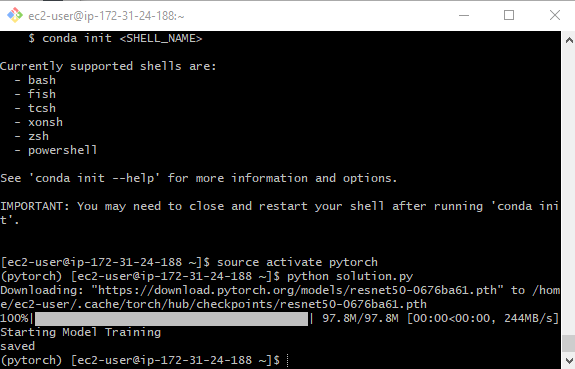 ec2-user@ip-172-31-24-188:~
$ conda init <SHELL_NAME>
Currently supported shells are:
- bash
- fish
- tcsh
- xonsh
- zsh
- powershell
See 'conda init --help' for more information and options.
IMPORTANT: You may need to close and restart your shell after running 'conda ini
t'.
[ec2-user@ip-172-31-24-188 ~]$ source activate pytorch
(pytorch) [ec2-user@ip-172-31-24-188 ~]$ python solution.py
Downloading: "https://download.pytorch.org/models/resnet50-0676ba61.pth" to /hom
e/ec2-user/.cache/torch/hub/checkpoints/resnet50-0676ba61.pth
100%| | 97.8M/97.8M [00:00<00:00, 244MB/s]
Starting Model Training
saved
(pytorch) [ec2-user@ip-172-31-24-188 ~]$